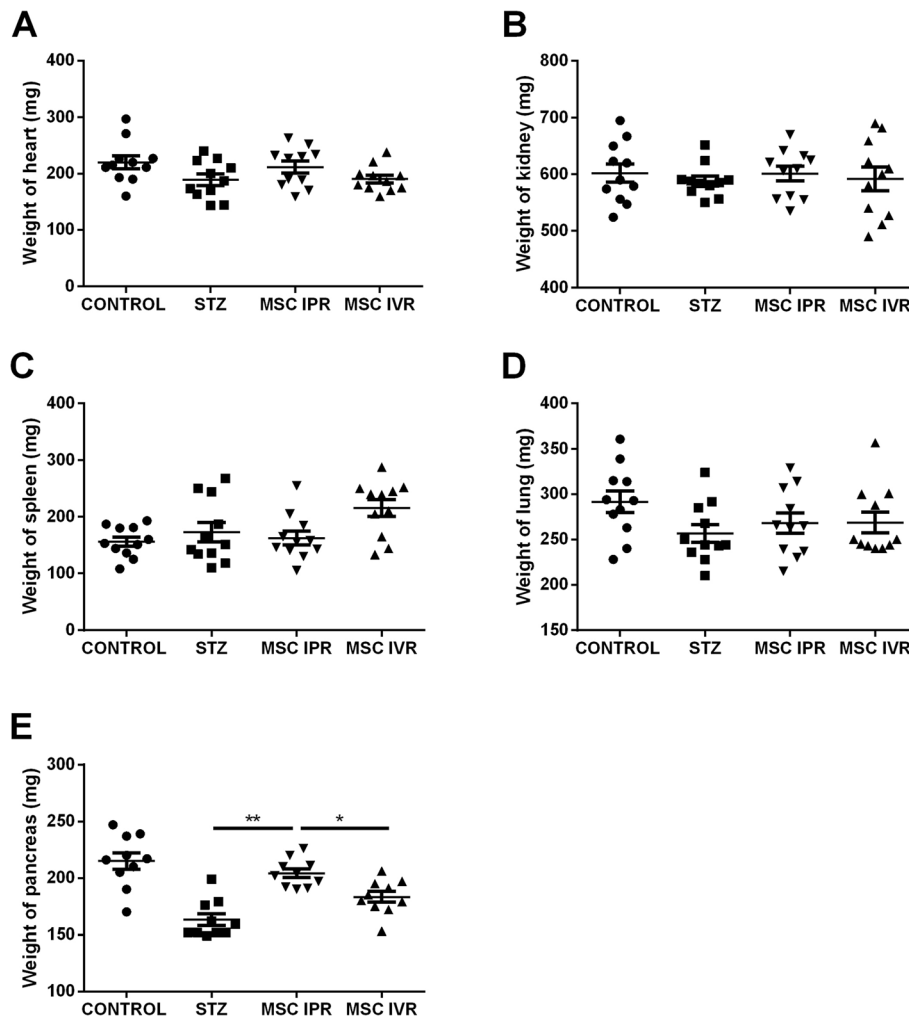 A
Weight of heart (mg)
400
300
200
100
0
CONTROL STZ MSC IPR MSC IVR
B
Weight of kidney (mg)
800
700
600
500
400
CONTROL STZ MSC IPR MSC IVR
C
Weight of spleen (mg)
400
300
200
100
0
CONTROL STZ MSC IPR MSC IVR
D
Weight of lung (mg)
400
350
300
250
200
150
CONTROL STZ MSC IPR MSC IVR
E
Weight of pancreas (mg)
300
250
200
150
100
** *
CONTROL STZ MSC IPR MSC IVR